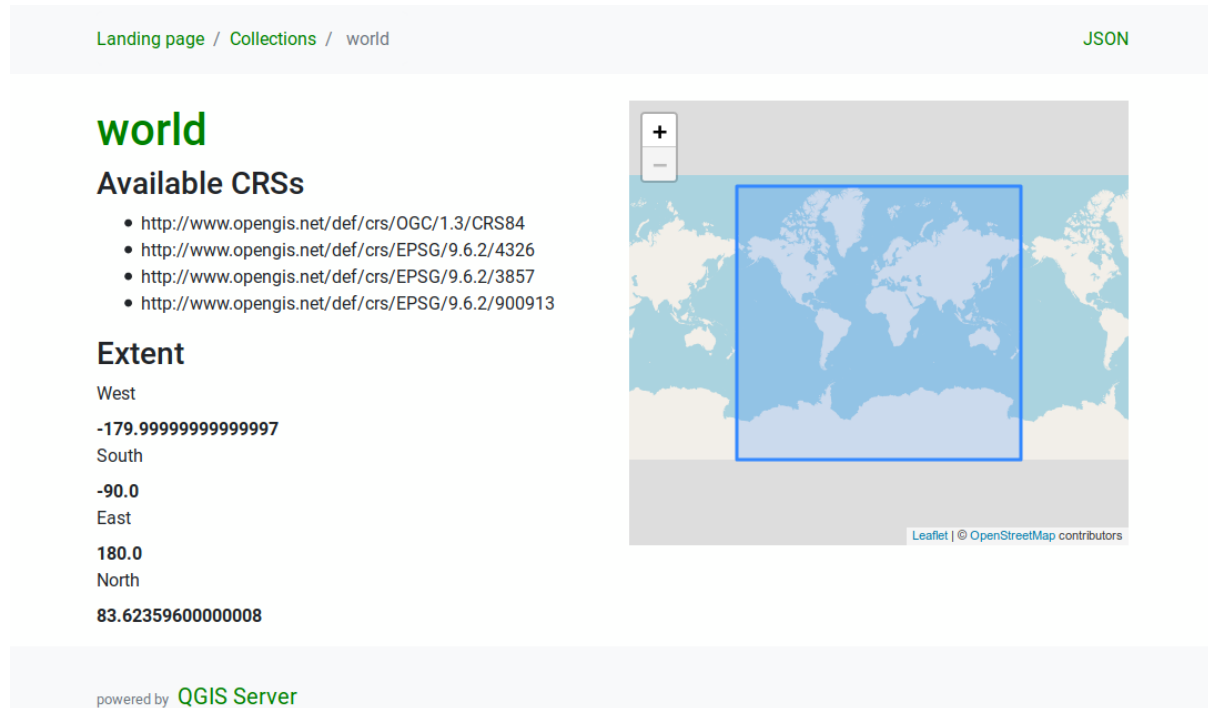 Landing page / Collections / world
JSON
world
Available CRSs
• http://www.opengis.net/def/crs/OGC/1.3/CRS84
• http://www.opengis.net/def/crs/EPSG/9.6.2/4326
• http://www.opengis.net/def/crs/EPSG/9.6.2/3857
• http://www.opengis.net/def/crs/EPSG/9.6.2/900913
Extent
West
-179.99999999999997
South
-90.0
East
180.0
North
83.62359600000008
+
−
Leaflet | © OpenStreetMap contributors
powered by QGIS Server